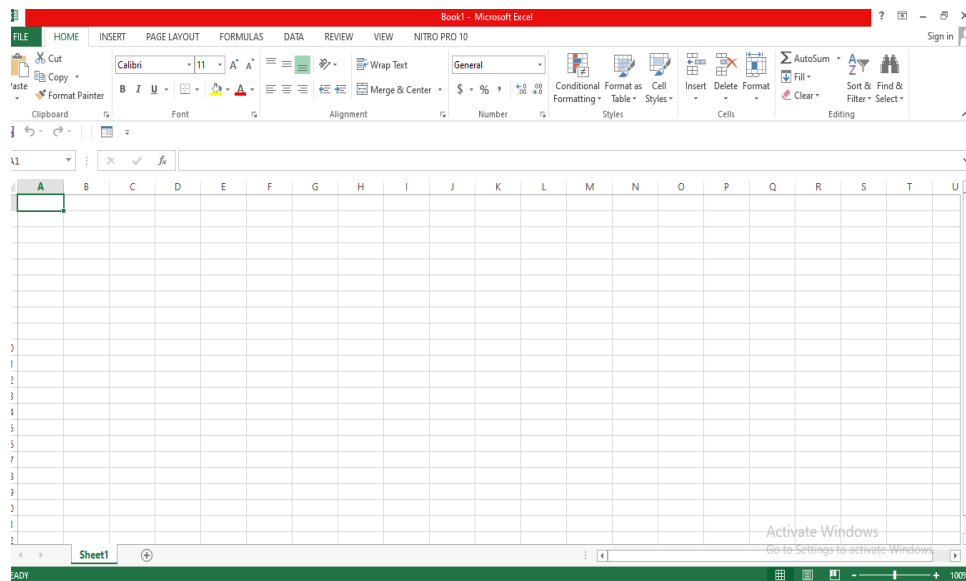 Book1 - Microsoft Excel
FILE HOME INSERT PAGE LAYOUT FORMULAS DATA REVIEW VIEW NITRO PRO 10 Sign in
Cut
Copy
Format Painter
Clipboard
Calibri 11
B I U
Font
Wrap Text
Merge & Center
Alignment
General
$ % ,
Number
Conditional Formatting
Format as Table
Cell Styles
Styles
Insert Delete Format
Cells
AutoSum
Fill
Clear
Sort & Filter
Find & Select
Editing
fx
A B C D E F G H I J K L M N O P Q R S T U
Activate Windows
Go to Settings to activate Windows.
Sheet1